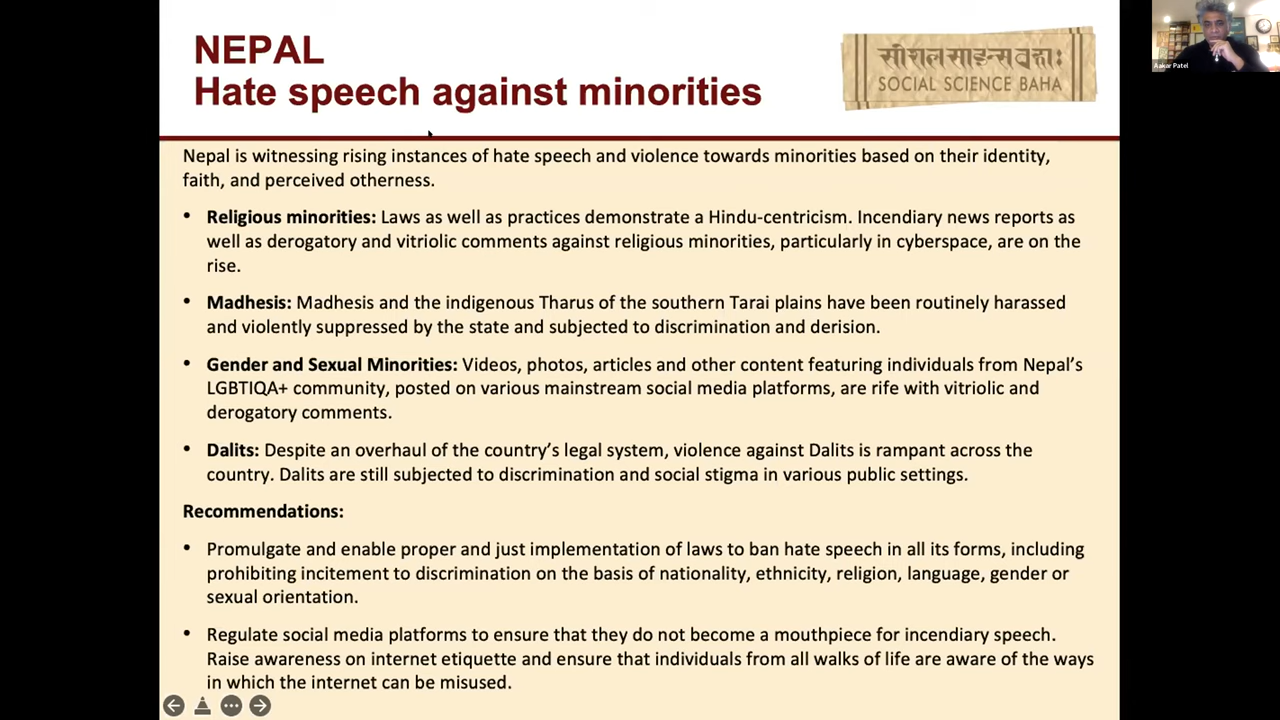 NEPAL
Hate speech against minorities
सोशल साइन्स बहाः
SOCIAL SCIENCE BAHA
Aakar Patel
Nepal is witnessing rising instances of hate speech and violence towards minorities based on their identity,
faith, and perceived otherness.
• Religious minorities: Laws as well as practices demonstrate a Hindu-centricism. Incendiary news reports as
well as derogatory and vitriolic comments against religious minorities, particularly in cyberspace, are on the
rise.
• Madhesis: Madhesis and the indigenous Tharus of the southern Tarai plains have been routinely harassed
and violently suppressed by the state and subjected to discrimination and derision.
• Gender and Sexual Minorities: Videos, photos, articles and other content featuring individuals from Nepal’s
LGBTIQA+ community, posted on various mainstream social media platforms, are rife with vitriolic and
derogatory comments.
• Dalits: Despite an overhaul of the country’s legal system, violence against Dalits is rampant across the
country. Dalits are still subjected to discrimination and social stigma in various public settings.
Recommendations:
• Promulgate and enable proper and just implementation of laws to ban hate speech in all its forms, including
prohibiting incitement to discrimination on the basis of nationality, ethnicity, religion, language, gender or
sexual orientation.
• Regulate social media platforms to ensure that they do not become a mouthpiece for incendiary speech.
Raise awareness on internet etiquette and ensure that individuals from all walks of life are aware of the ways
in which the internet can be misused.